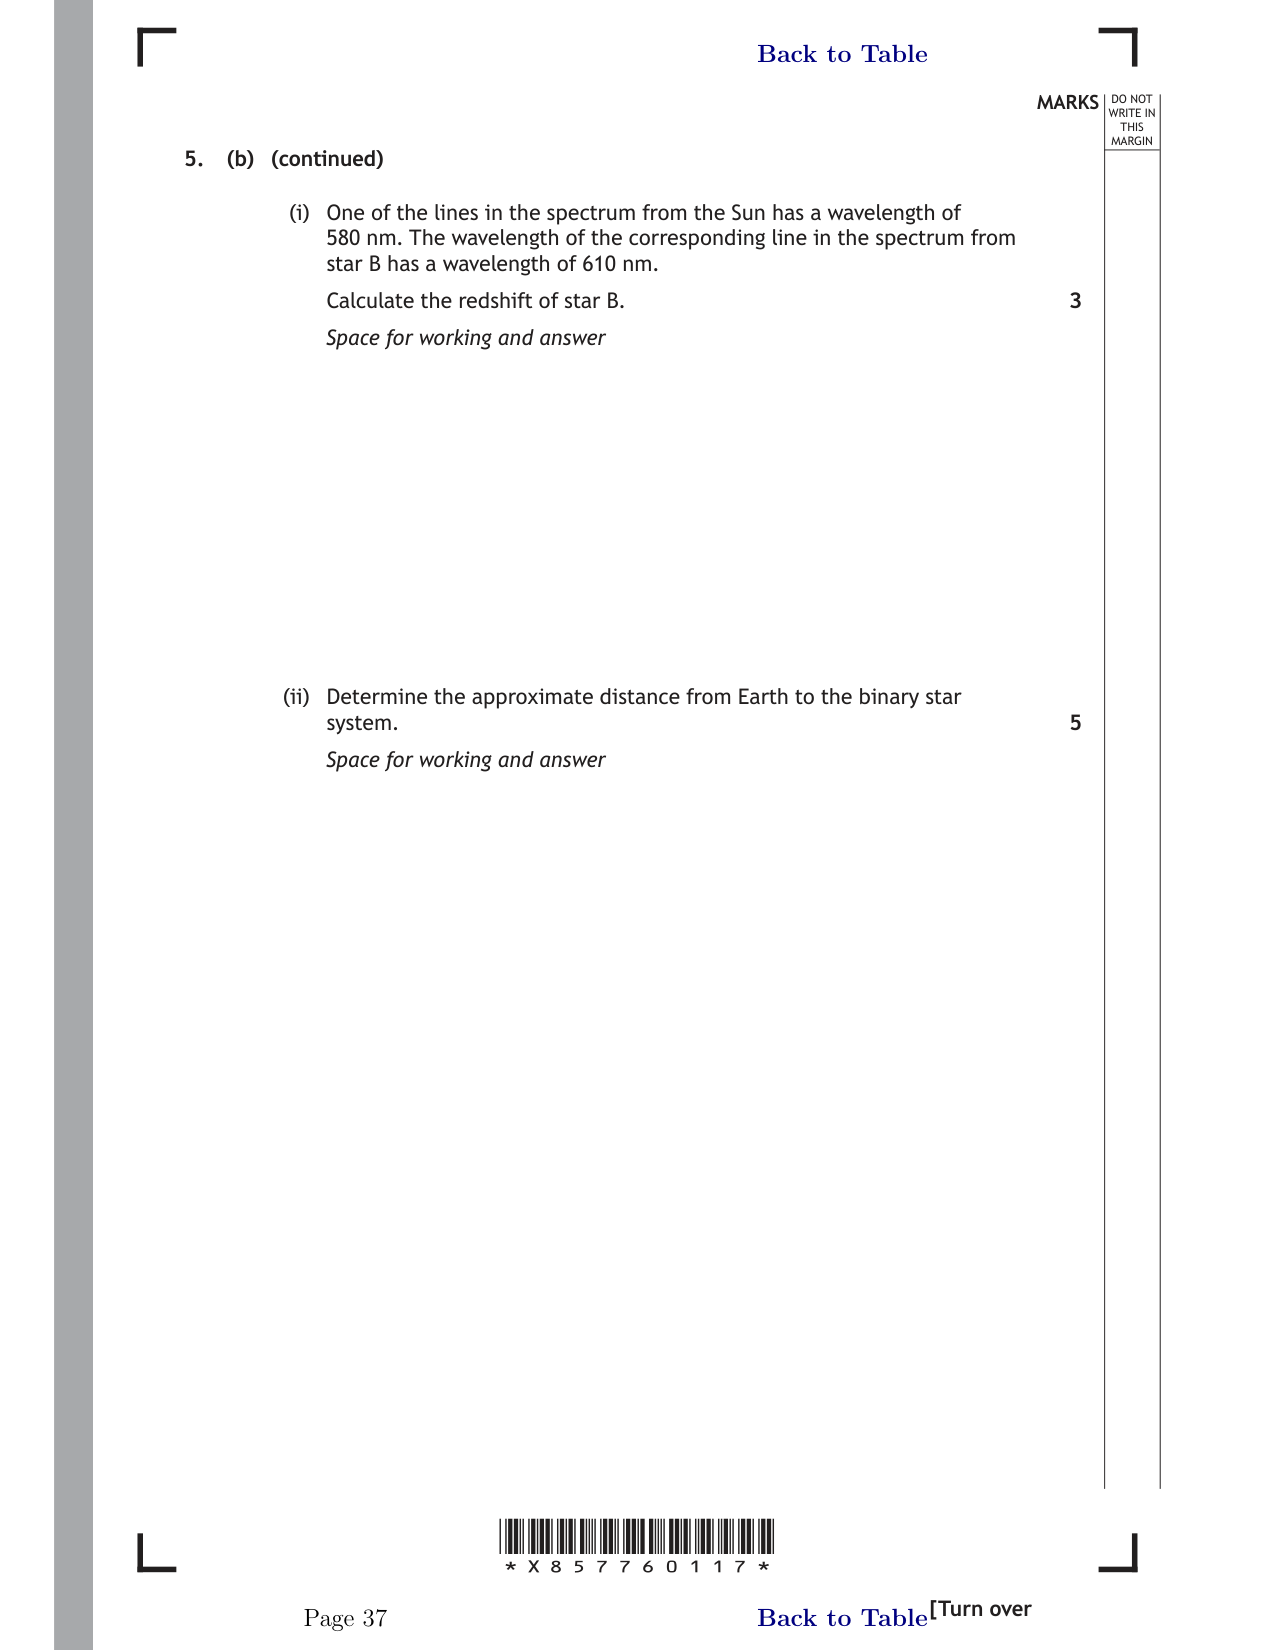 Back to Table
MARKS
DO NOT
WRITE IN
THIS
MARGIN
5. (b) (continued)
(i) One of the lines in the spectrum from the Sun has a wavelength of
580 nm. The wavelength of the corresponding line in the spectrum from
star B has a wavelength of 610 nm.
Calculate the redshift of star B. 3
Space for working and answer
(ii) Determine the approximate distance from Earth to the binary star
system. 5
Space for working and answer
* X 8 5 7 7 6 0 1 1 7 *
[Turn over
Page 37 Back to Table